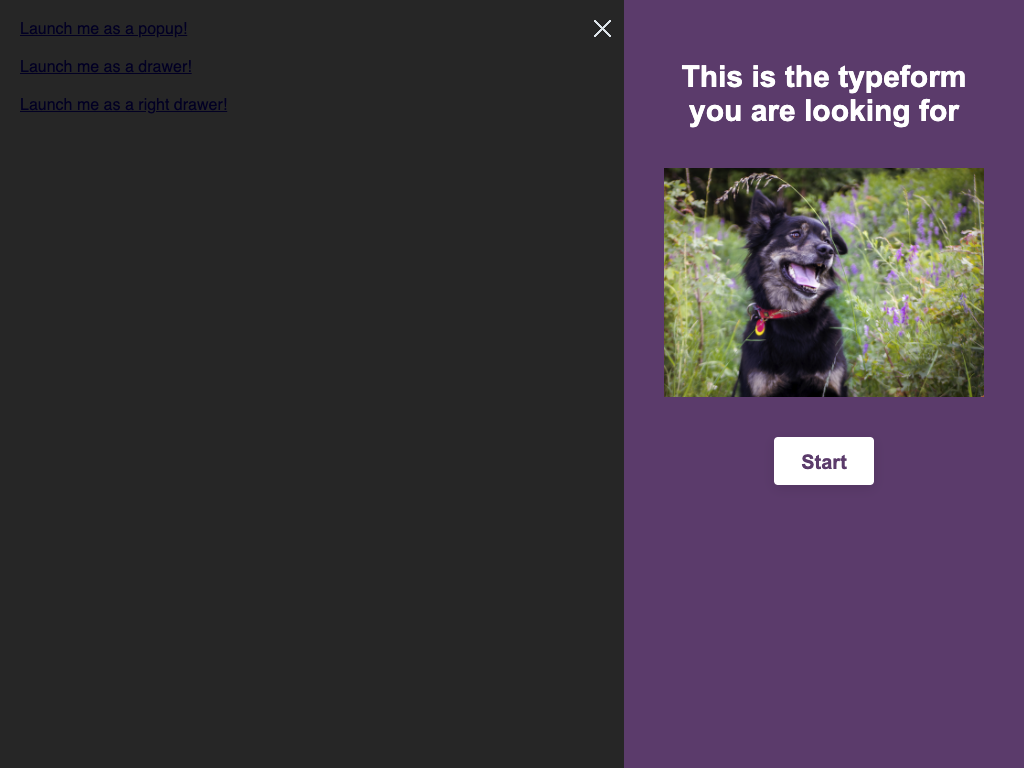 Launch me as a popup!
Launch me as a drawer!
Launch me as a right drawer!
This is the typeform
you are looking for
Start